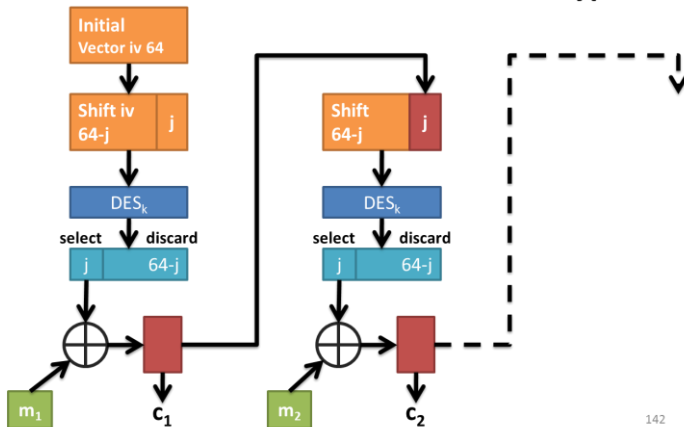 Initial
Vector iv 64
Shift iv
64-j
j
Shift
64-j
j
DESk
DESk
select
discard
select
discard
j
64-j
j
64-j
m1
c1
m2
c2
142